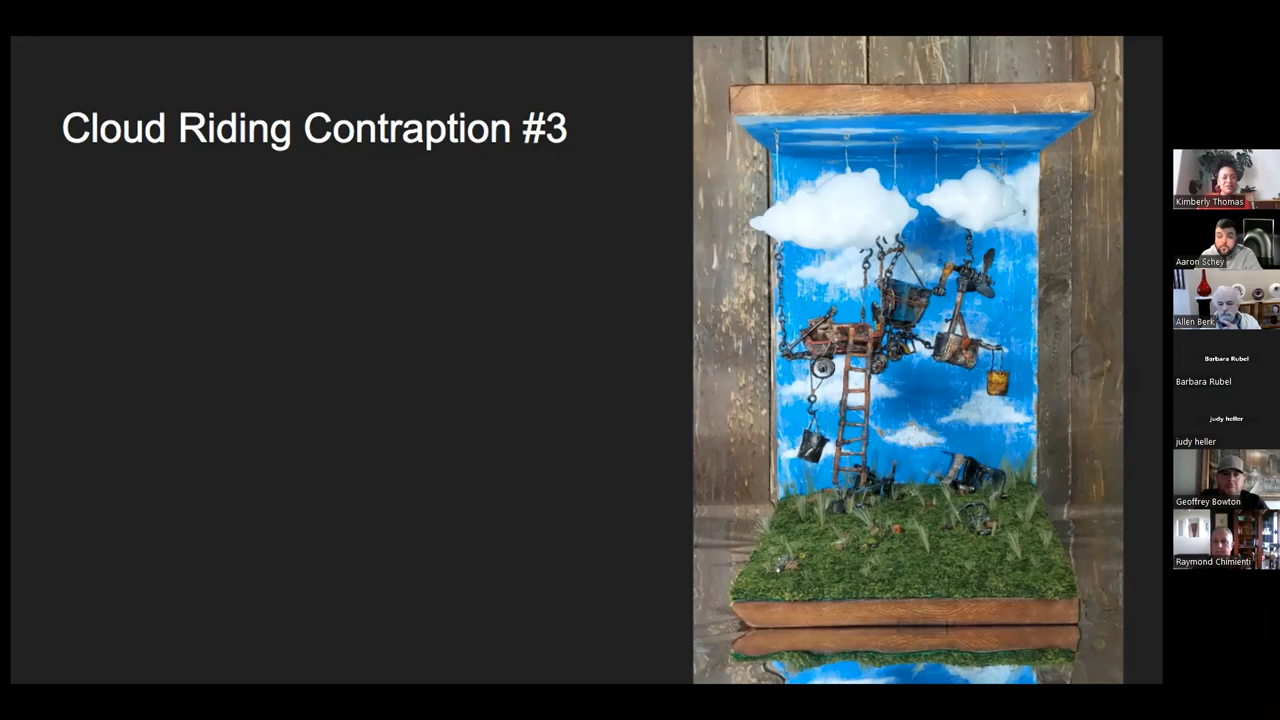 Cloud Riding Contraption #3
Kimberly Thomas
Aaron Schey
Allen Berk
Barbara Rubel
Barbara Rubel
judy heller
judy heller
Geoffrey Bowton
Raymond Chimienti